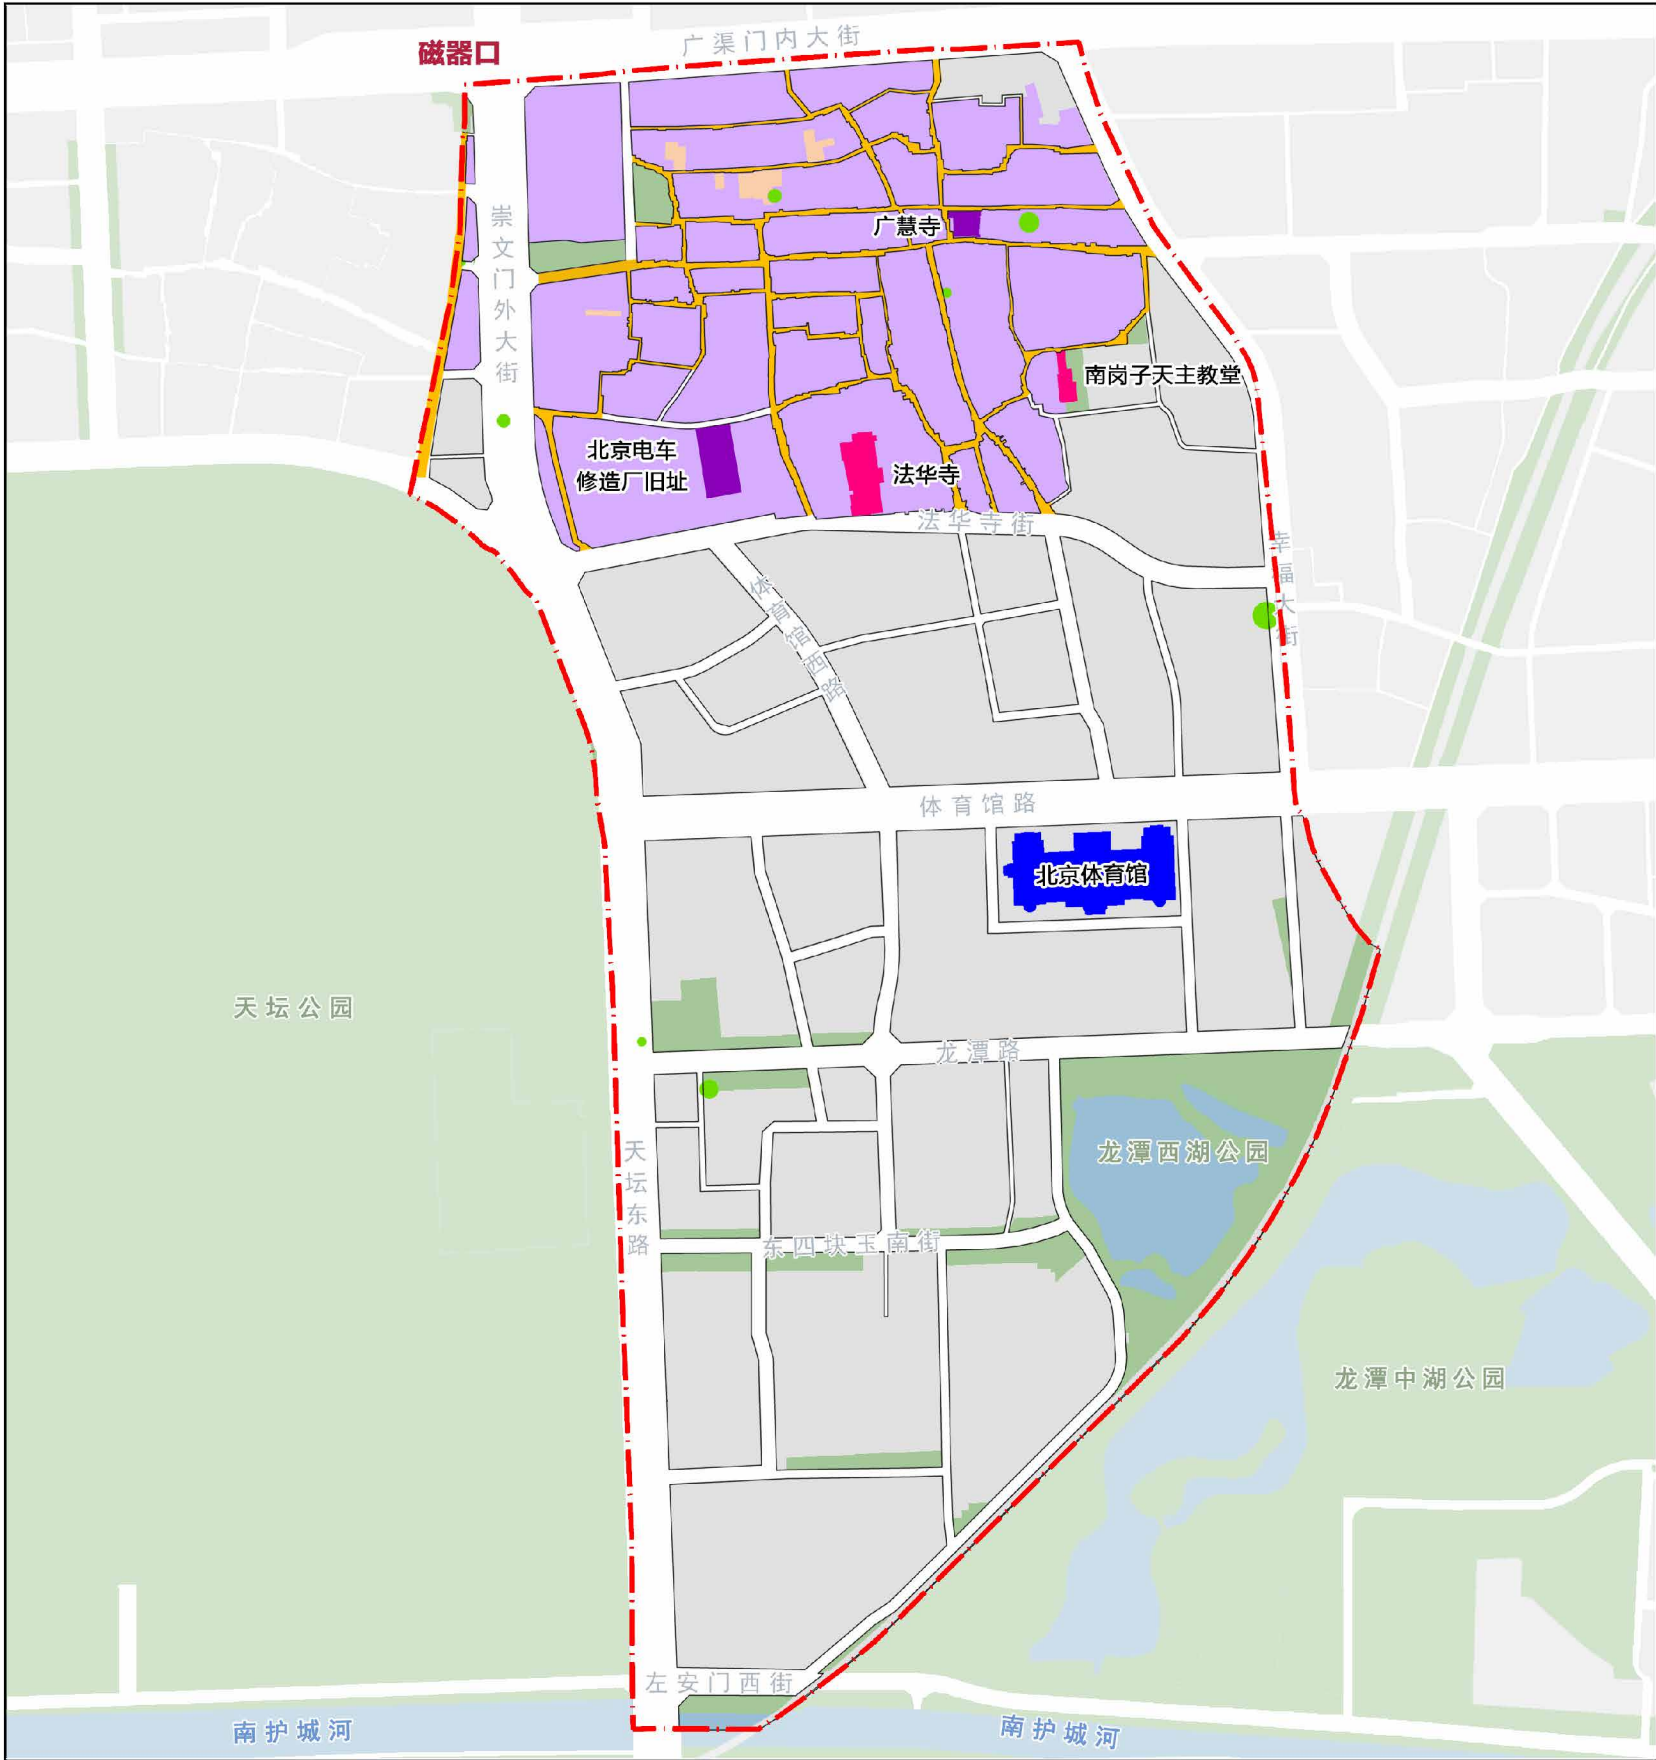 广渠门内大街
磁器口
崇文门外大街
广慧寺
南岗子天主教堂
北京电车
修造厂旧址
法华寺
法华寺街
幸福大街
体育馆西路
体育馆路
北京体育馆
天坛公园
龙潭路
天坛东路
龙潭西湖公园
东四块玉南街
龙潭中湖公园
左安门西街
南护城河
南护城河